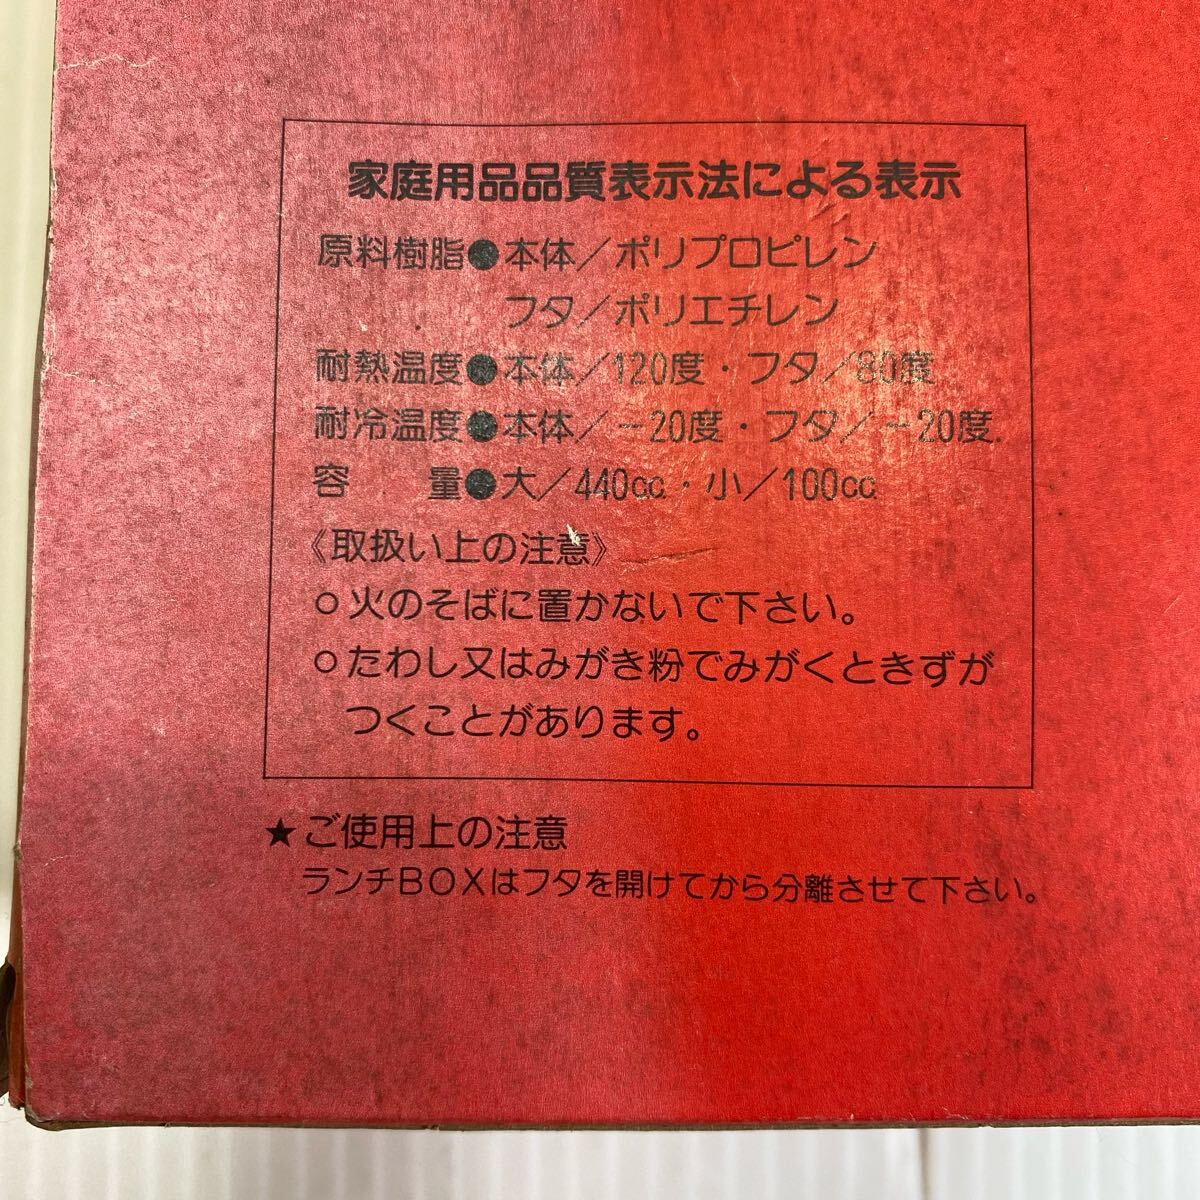 家庭用品品質表示法による表示
原料樹脂●本体／ポリプロピレン
フタ／ポリエチレン
耐熱温度●本体／120度・フタ／80度
耐冷温度●本体／－20度・フタ／－20度.
容　量●大／440cc・小／100cc
《取扱い上の注意》
○火のそばに置かないで下さい。
○たわし又はみがき粉でみがくときずが
つくことがあります。
★ご使用上の注意
ランチBOXはフタを開けてから分離させて下さい。